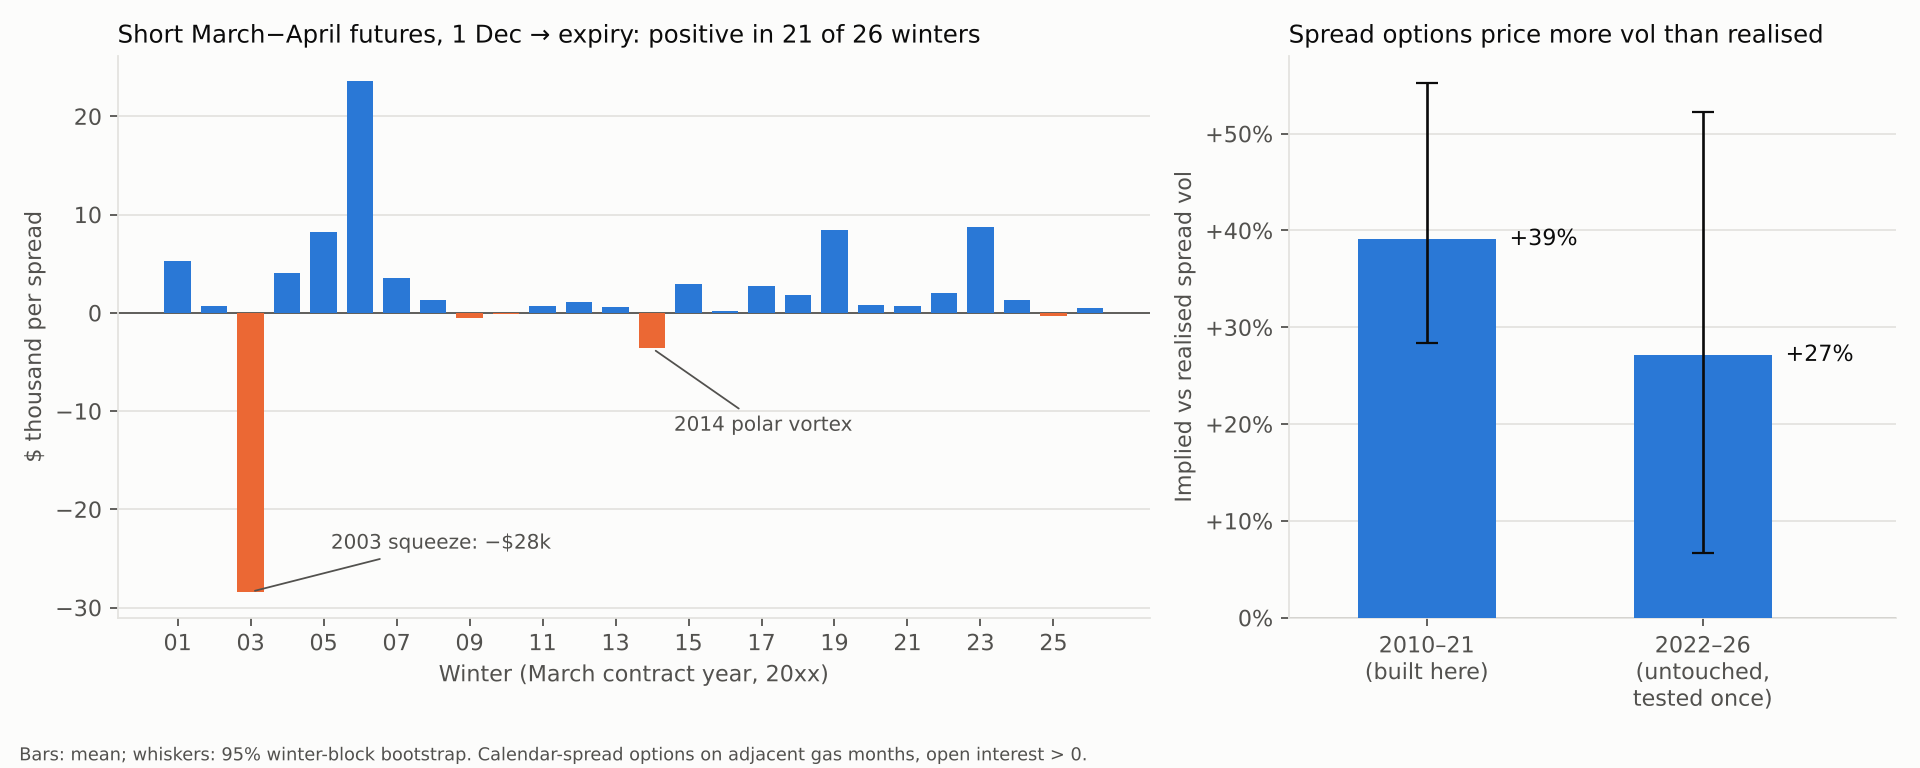 Short March−April futures, 1 Dec → expiry: positive in 21 of 26 winters
$ thousand per spread
20
10
0
−10
−20
−30
2003 squeeze: −$28k
2014 polar vortex
01 03 05 07 09 11 13 15 17 19 21 23 25
Winter (March contract year, 20xx)
Spread options price more vol than realised
Implied vs realised spread vol
+50%
+40%
+30%
+20%
+10%
0%
+39%
+27%
2010–21
(built here)
2022–26
(untouched,
tested once)
Bars: mean; whiskers: 95% winter-block bootstrap. Calendar-spread options on adjacent gas months, open interest > 0.